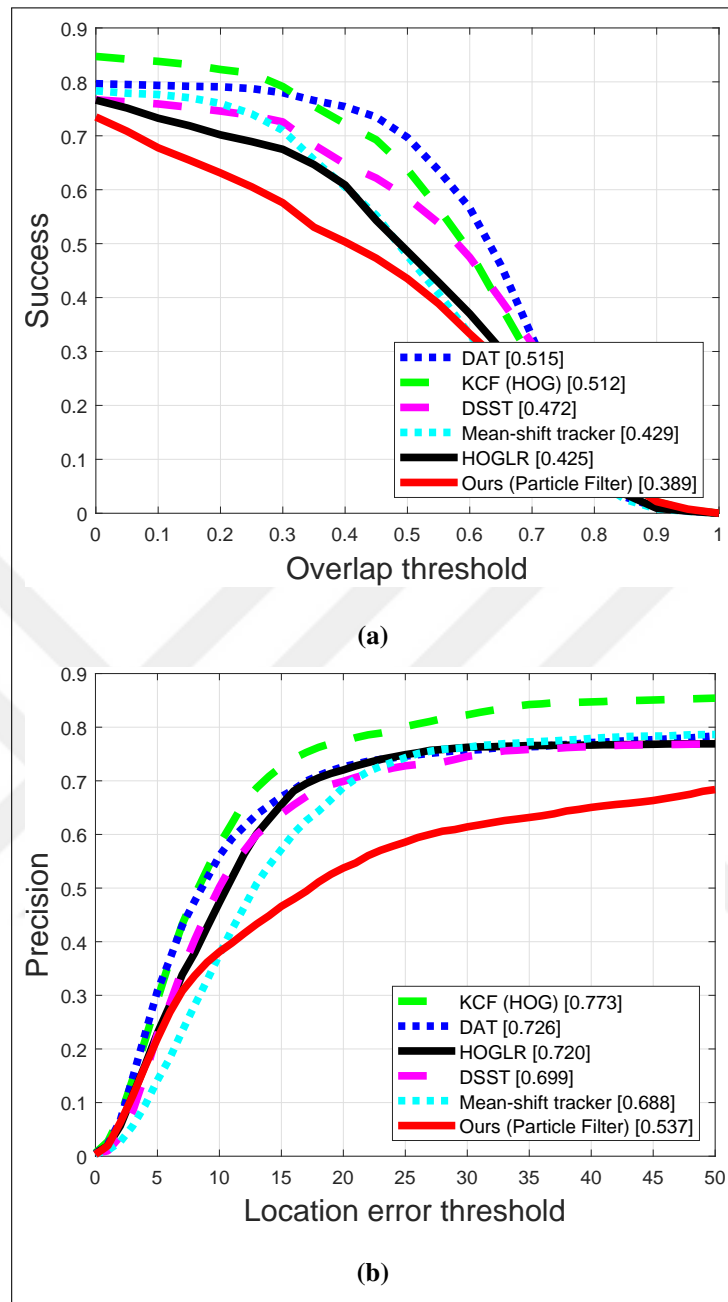 0.9
0.8
0.7
0.6
0.5
0.4
0.3
0.2
0.1
0
Success
DAT [0.515]
KCF (HOG) [0.512]
DSST [0.472]
Mean-shift tracker [0.429]
HOGLR [0.425]
Ours (Particle Filter) [0.389]
0 0.1 0.2 0.3 0.4 0.5 0.6 0.7 0.8 0.9 1
Overlap threshold
(a)
0.9
0.8
0.7
0.6
0.5
0.4
0.3
0.2
0.1
0
Precision
KCF (HOG) [0.773]
DAT [0.726]
HOGLR [0.720]
DSST [0.699]
Mean-shift tracker [0.688]
Ours (Particle Filter) [0.537]
0 5 10 15 20 25 30 35 40 45 50
Location error threshold
(b)